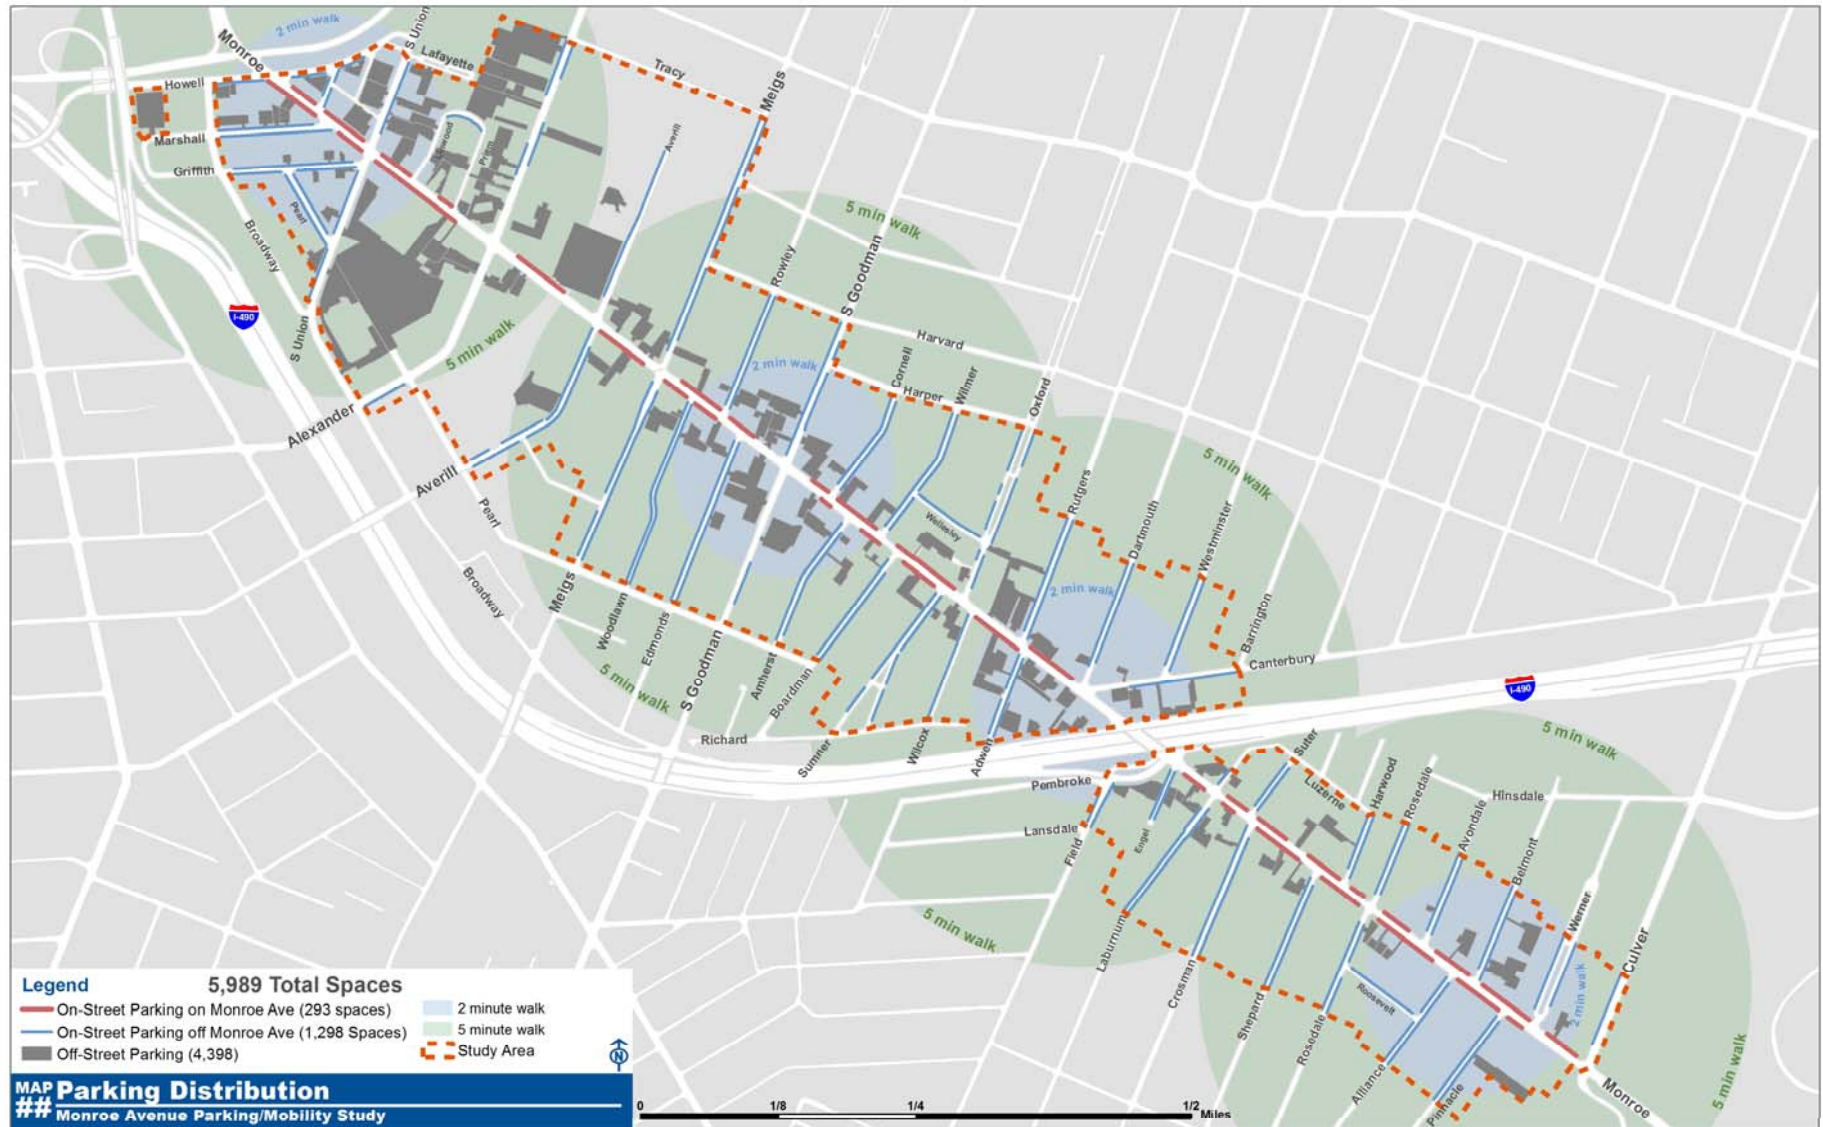 2 min walk
S Union
Monroe
Lafayette
Tracy
Meigs
Howell
Marshall
Griffith
Linwood
Averill
Pearl
Broadway
5 min walk
Rowley
S Goodman
I-490
S Union
5 min walk
Harvard
2 min walk
Cornell
Harper
Wilmer
Oxford
Alexander
Averill
5 min walk
Rutgers
Pearl
Dartmouth
Westminster
Wellesley
Broadway
Meigs
2 min walk
Woodlawn
Edmonds
Barrington
S Goodman
Amherst
Boardman
Canterbury
5 min walk
I-490
Richard
Sumner
Wilcox
Adwen
Suter
5 min walk
Pembroke
Luzerne
Harwood
Rosedale
Hinsdale
Lansdale
Field
Engel
Avondale
Belmont
5 min walk
Laburnum
Werner
Culver
Crosman
Roosevelt
2 min walk
Shepard
Rosedale
Alliance
Pinnacle
Monroe
5 min walk
Legend
5,989 Total Spaces
On-Street Parking on Monroe Ave (293 spaces)
2 minute walk
On-Street Parking off Monroe Ave (1,298 Spaces)
5 minute walk
Off-Street Parking (4,398)
Study Area
N
MAP
##
Parking Distribution
Monroe Avenue Parking/Mobility Study
0 1/8 1/4 1/2
Miles